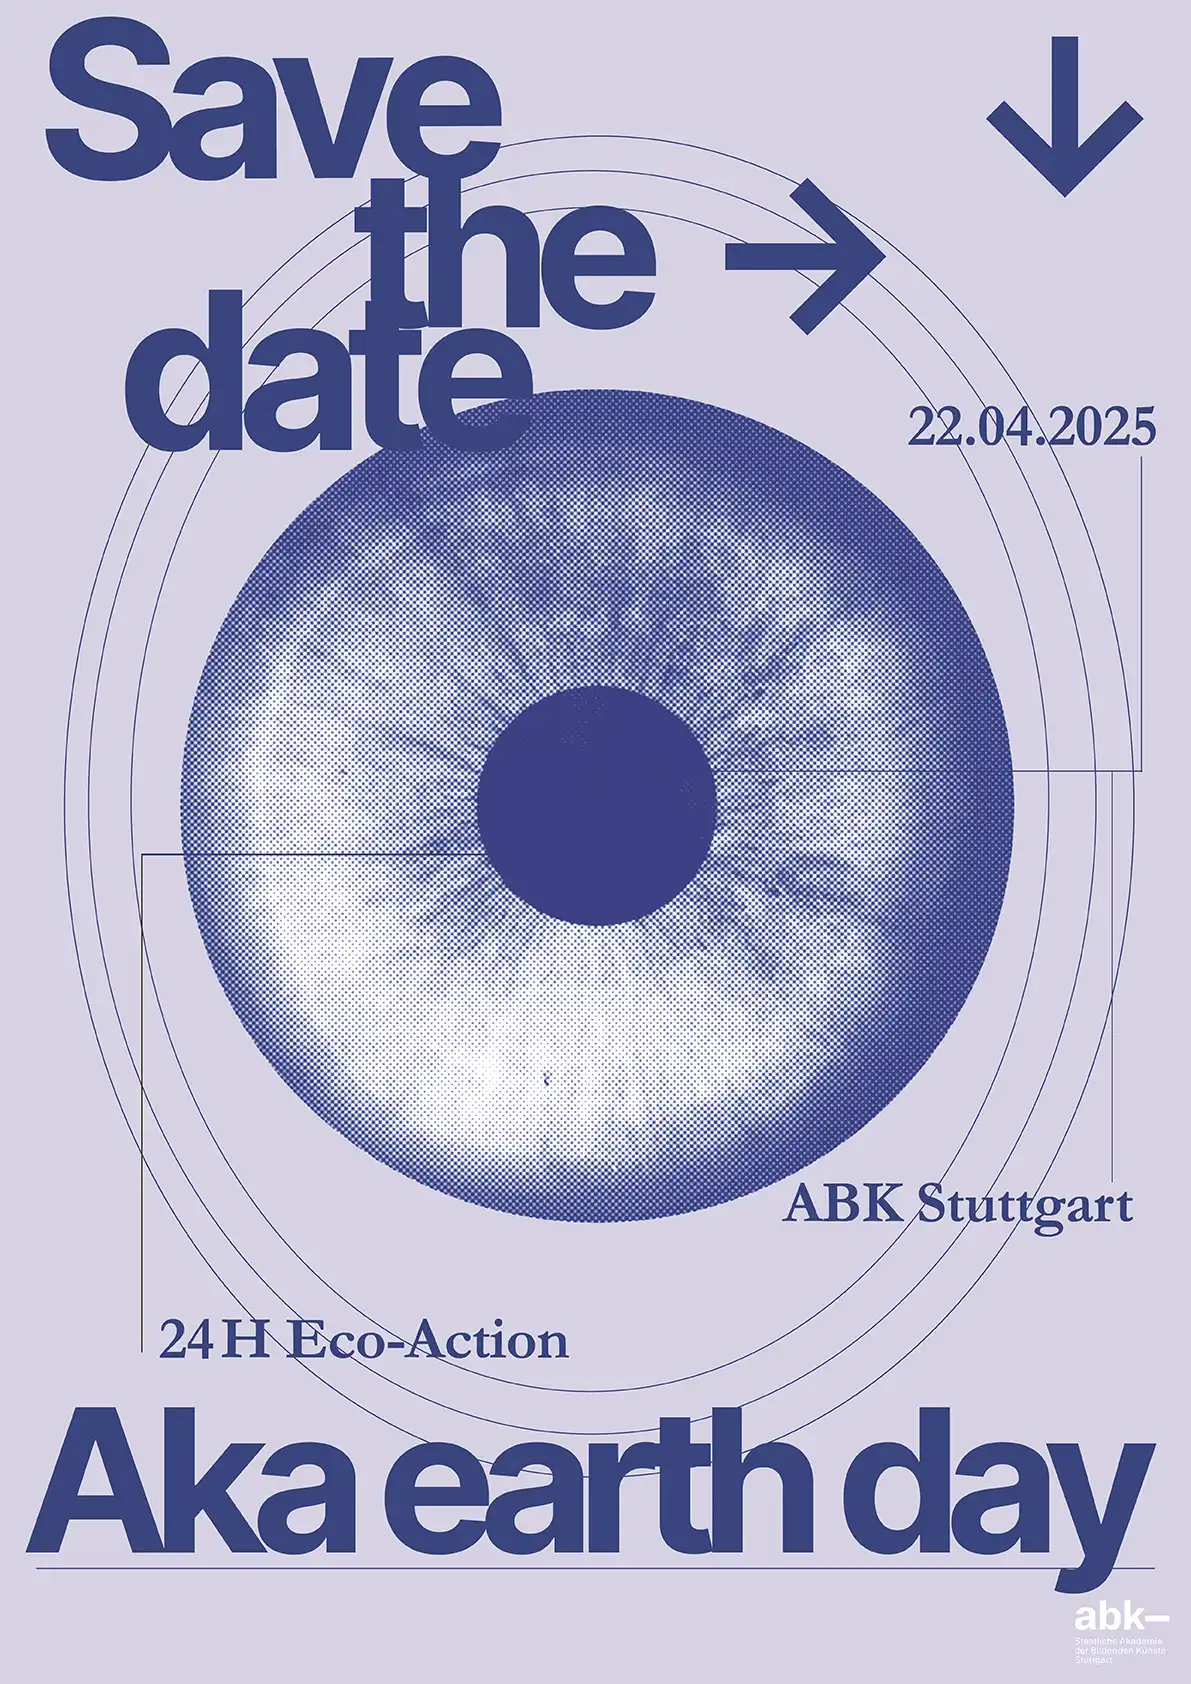 Save
the
date
22.04.2025
ABK Stuttgart
24 H Eco-Action
Aka earth day
abk–
Staatliche Akademie
der Bildenden Künste
Stuttgart